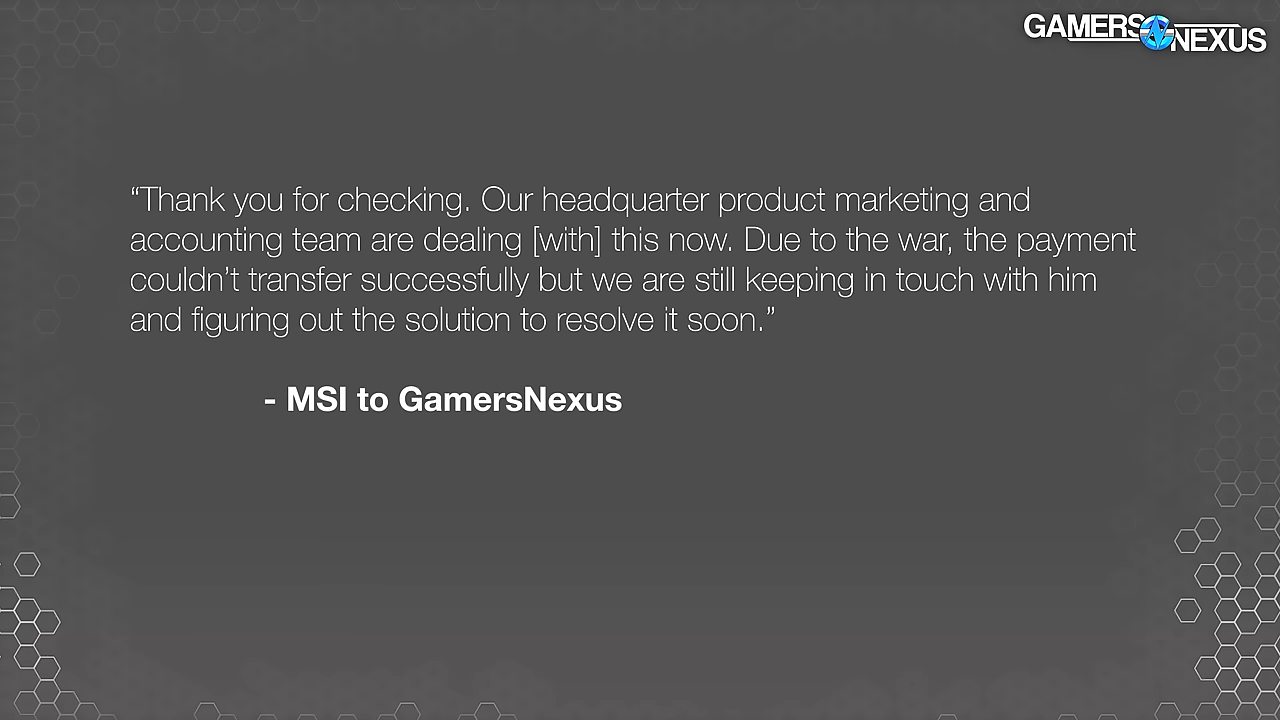 GAMERS NEXUS
“Thank you for checking. Our headquarter product marketing and
accounting team are dealing [with] this now. Due to the war, the payment
couldn’t transfer successfully but we are still keeping in touch with him
and figuring out the solution to resolve it soon.”
- MSI to GamersNexus